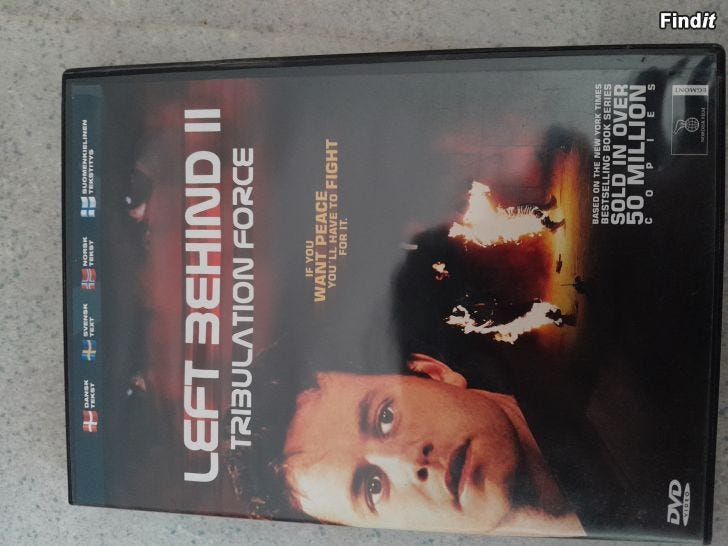 Findit
DANSK
TEKST
SVENSK
TEXT
NORSK
TEKST
SUOMENKIELINEN
TEKSTITYS
LEFT BEHIND II
TRIBULATION FORCE
IF YOU
WANT PEACE
YOU'LL HAVE TO FIGHT
FOR IT.
BASED ON THE NEW YORK TIMES
BESTSELLING BOOK SERIES
SOLD IN OVER
50 MILLION
COPIES
EGMONT
NORDISK FILM
DVD
VIDEO